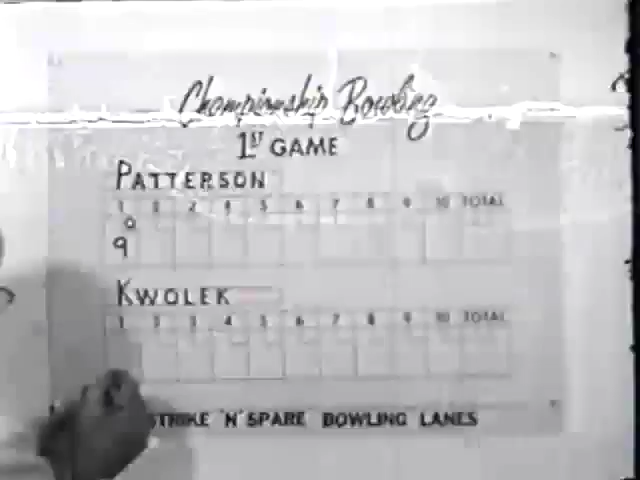 Championship Bowling
1ST GAME
PATTERSON
1 2 3 4 5 6 7 8 9 10 TOTAL
0
9
KWOLEK
1 2 3 4 5 6 7 8 9 10 TOTAL
STRIKE 'N' SPARE BOWLING LANES